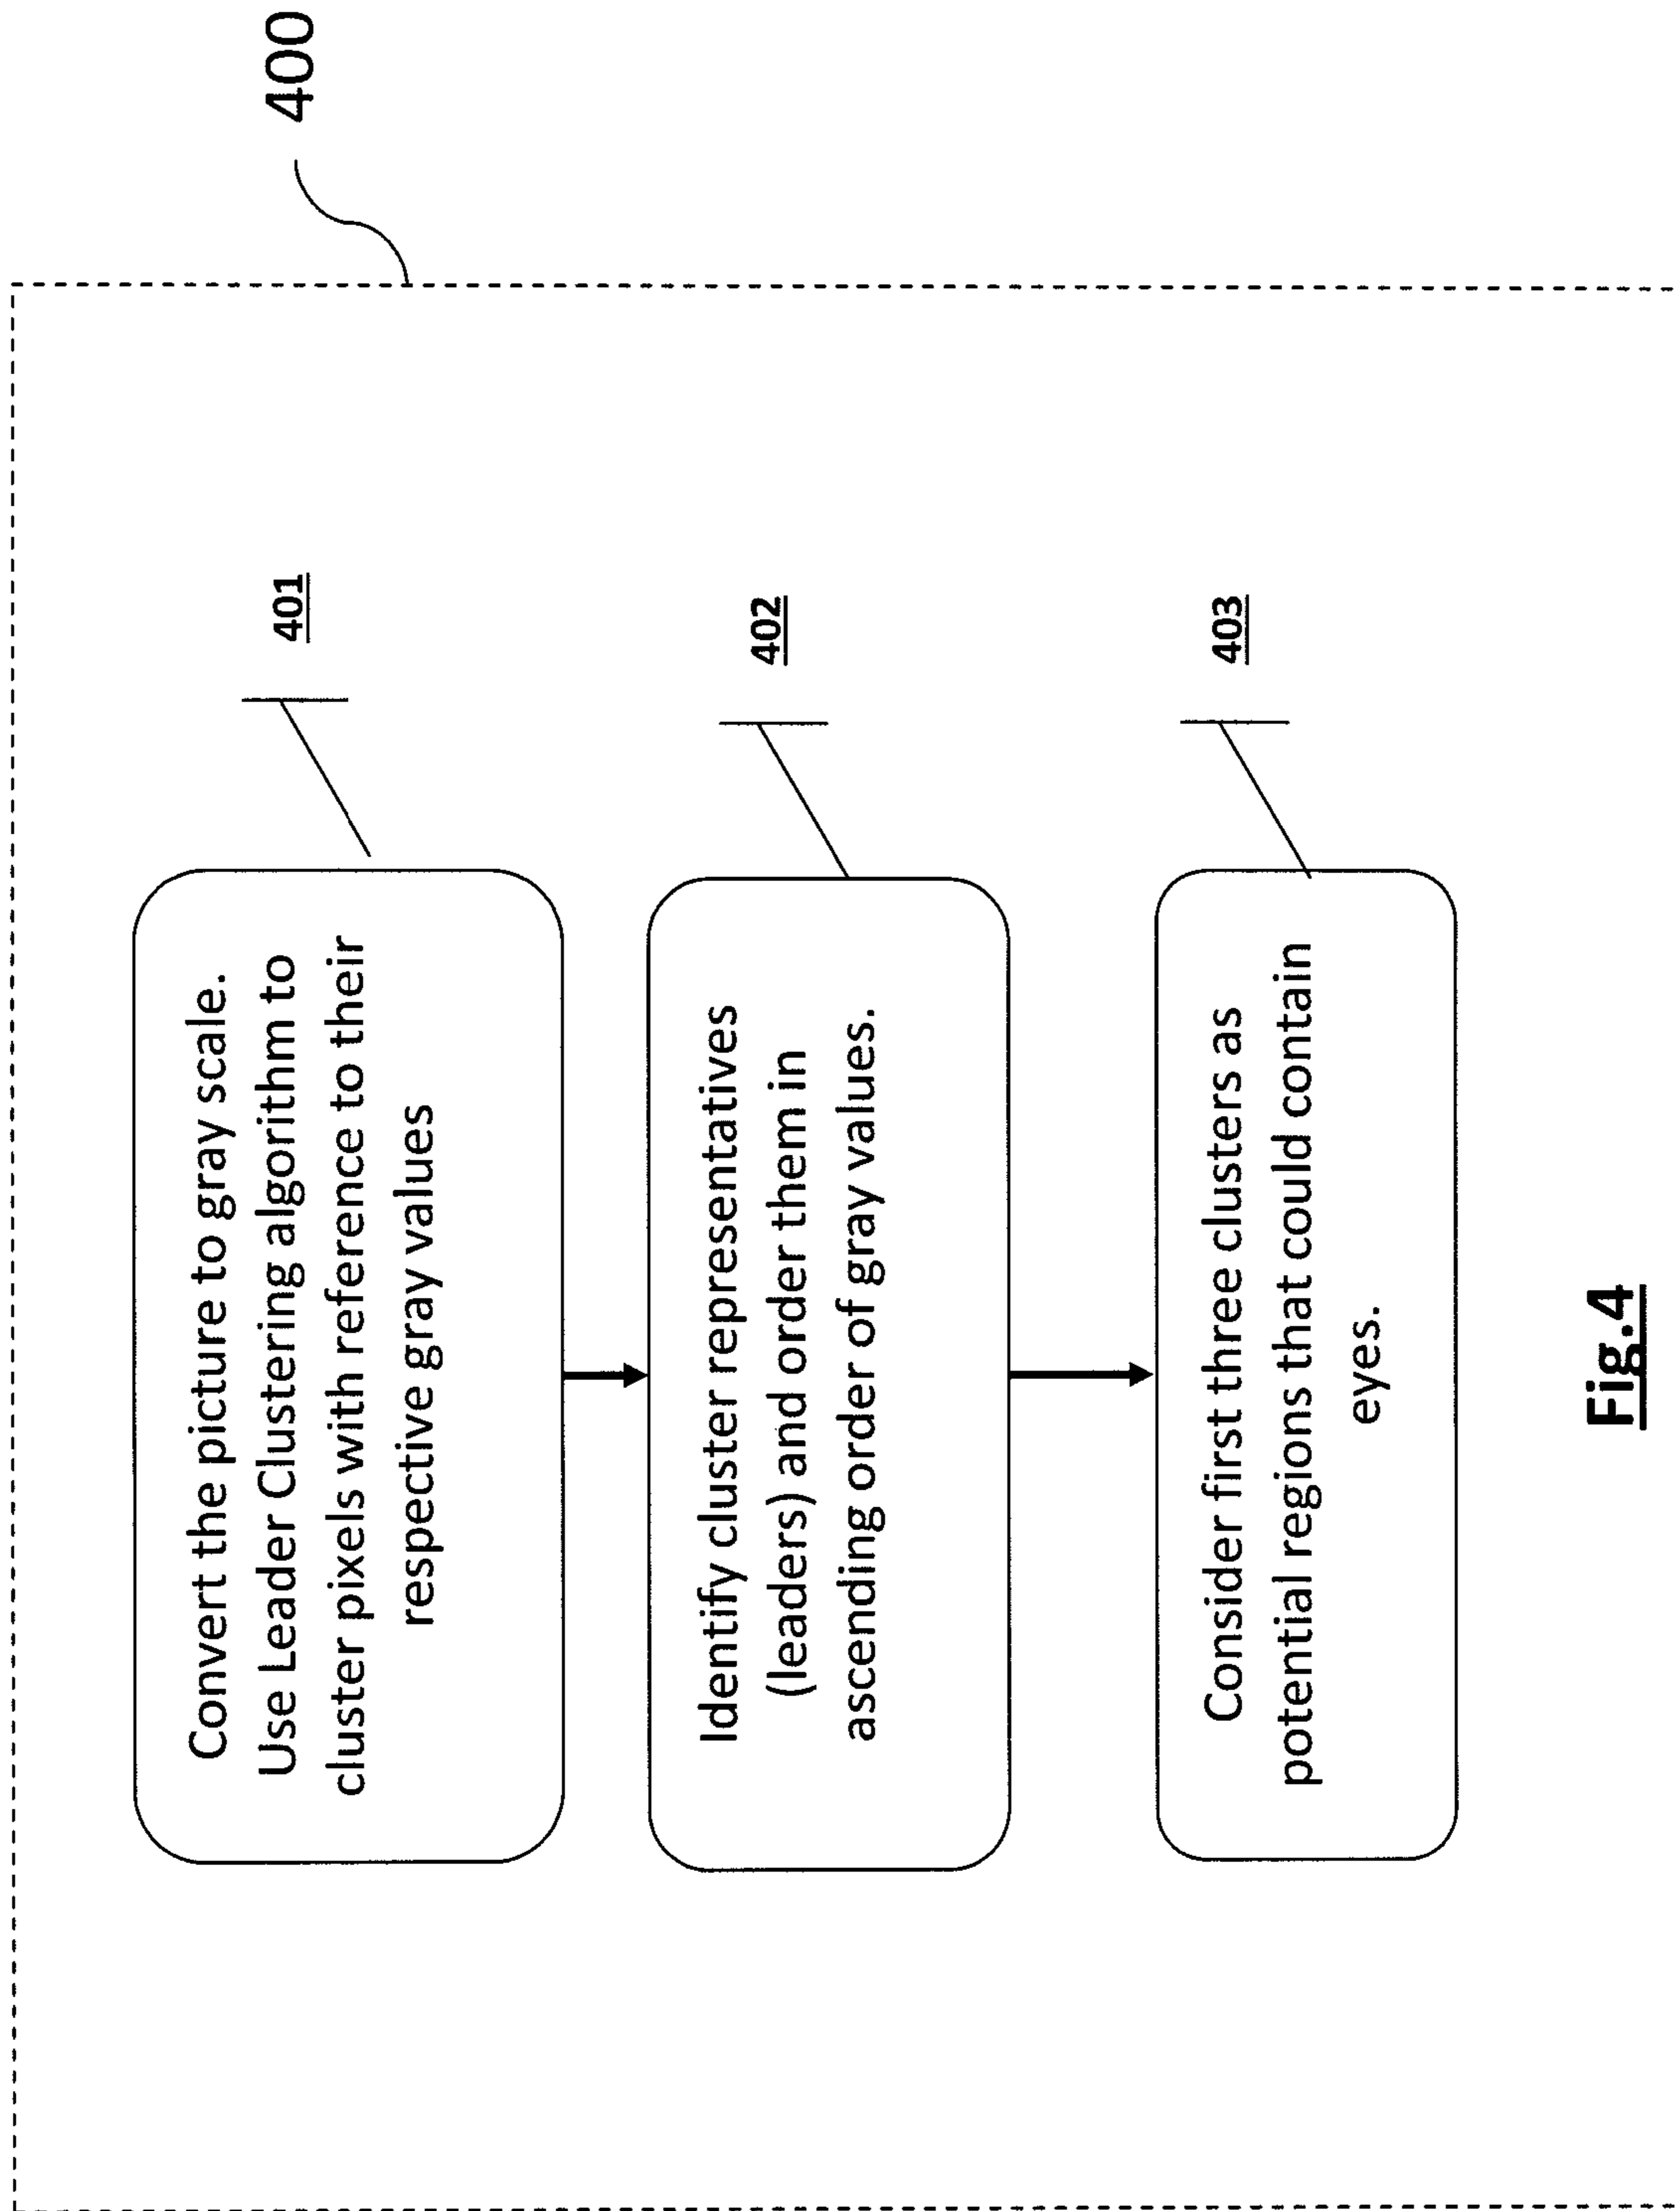 400
401
Convert the picture to gray scale.
Use Leader Clustering algorithm to
cluster pixels with reference to their
respective gray values
402
Identify cluster representatives
(leaders) and order them in
ascending order of gray values.
403
Consider first three clusters as
potential regions that could contain
eyes.
Fig.4